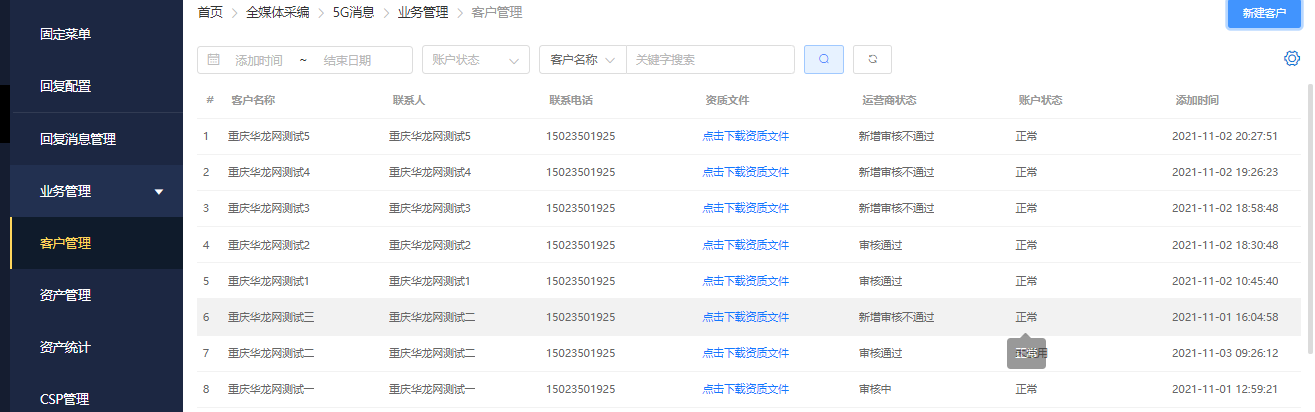 首页 > 全媒体采编 > 5G消息 > 业务管理 > 客户管理
新建客户
固定菜单
回复配置
回复消息管理
业务管理
客户管理
资产管理
资产统计
CSP管理
添加时间 ~ 结束日期 账户状态 客户名称 关键字搜索
# 客户名称 联系人 联系电话 资质文件 运营商状态 账户状态 添加时间
1 重庆华龙网测试5 重庆华龙网测试5 15023501925 点击下载资质文件 新增审核不通过 正常 2021-11-02 20:27:51
2 重庆华龙网测试4 重庆华龙网测试4 15023501925 点击下载资质文件 新增审核不通过 正常 2021-11-02 19:26:23
3 重庆华龙网测试3 重庆华龙网测试3 15023501925 点击下载资质文件 新增审核不通过 正常 2021-11-02 18:58:48
4 重庆华龙网测试2 重庆华龙网测试2 15023501925 点击下载资质文件 审核通过 正常 2021-11-02 18:30:48
5 重庆华龙网测试1 重庆华龙网测试1 15023501925 点击下载资质文件 审核通过 正常 2021-11-02 10:45:40
6 重庆华龙网测试三 重庆华龙网测试二 15023501925 点击下载资质文件 新增审核不通过 正常 2021-11-01 16:04:58
7 重庆华龙网测试二 重庆华龙网测试二 15023501925 点击下载资质文件 审核通过 正常 2021-11-03 09:26:12
8 重庆华龙网测试一 重庆华龙网测试一 15023501925 点击下载资质文件 审核中 正常 2021-11-01 12:59:21